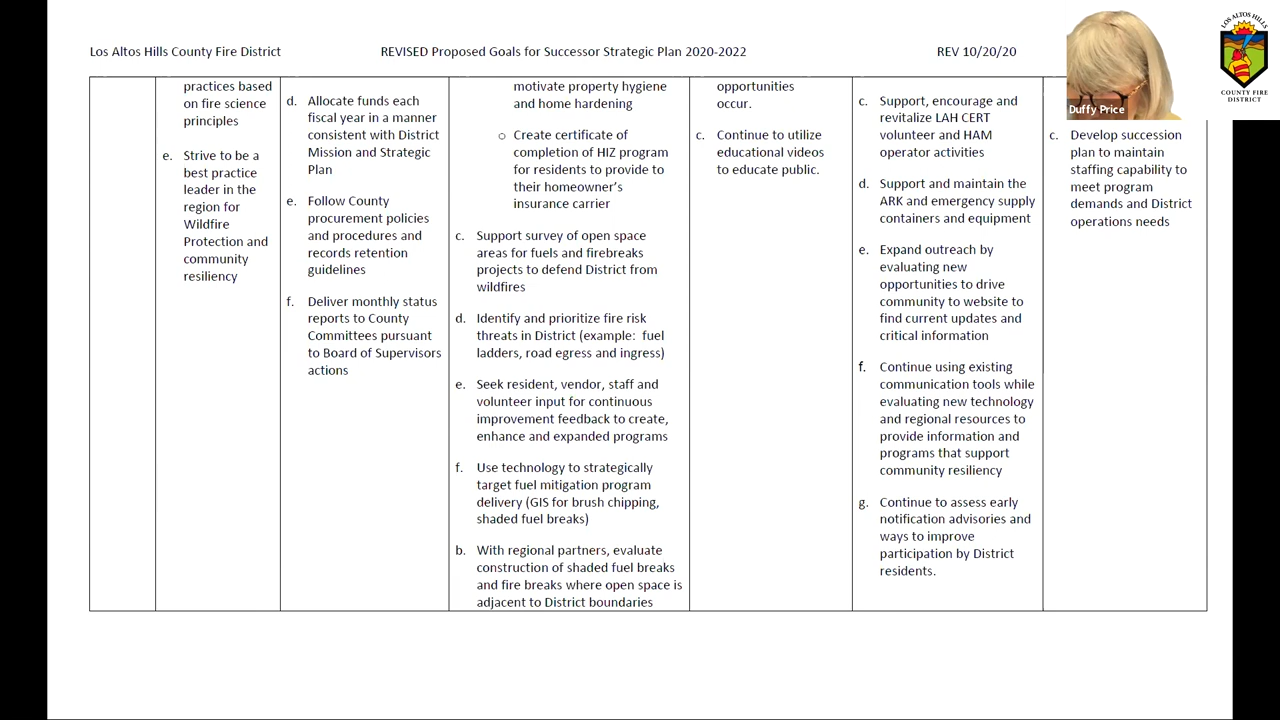 Los Altos Hills County Fire District
REVISED Proposed Goals for Successor Strategic Plan 2020-2022
REV 10/20/20
Duffy Price
LOS ALTOS HILLS
COUNTY FIRE
DISTRICT
practices based
on fire science
principles
e. Strive to be a
best practice
leader in the
region for
Wildfire
Protection and
community
resiliency
d. Allocate funds each
fiscal year in a manner
consistent with District
Mission and Strategic
Plan
e. Follow County
procurement policies
and procedures and
records retention
guidelines
f. Deliver monthly status
reports to County
Committees pursuant
to Board of Supervisors
actions
motivate property hygiene
and home hardening
o Create certificate of
completion of HIZ program
for residents to provide to
their homeowner’s
insurance carrier
c. Support survey of open space
areas for fuels and firebreaks
projects to defend District from
wildfires
d. Identify and prioritize fire risk
threats in District (example: fuel
ladders, road egress and ingress)
e. Seek resident, vendor, staff and
volunteer input for continuous
improvement feedback to create,
enhance and expanded programs
f. Use technology to strategically
target fuel mitigation program
delivery (GIS for brush chipping,
shaded fuel breaks)
b. With regional partners, evaluate
construction of shaded fuel breaks
and fire breaks where open space is
adjacent to District boundaries
opportunities
occur.
c. Continue to utilize
educational videos
to educate public.
c. Support, encourage and
revitalize LAH CERT
volunteer and HAM
operator activities
d. Support and maintain the
ARK and emergency supply
containers and equipment
e. Expand outreach by
evaluating new
opportunities to drive
community to website to
find current updates and
critical information
f. Continue using existing
communication tools while
evaluating new technology
and regional resources to
provide information and
programs that support
community resiliency
g. Continue to assess early
notification advisories and
ways to improve
participation by District
residents.
c. Develop succession
plan to maintain
staffing capability to
meet program
demands and District
operations needs